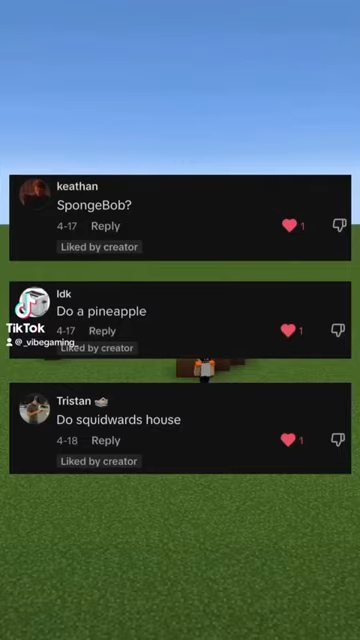 keathan
SpongeBob?
4-17 Reply 1
Liked by creator
Idk
Do a pineapple
TikTok
4-17 Reply 1
@_vibegaming
Liked by creator
Tristan
Do squidwards house
4-18 Reply 1
Liked by creator